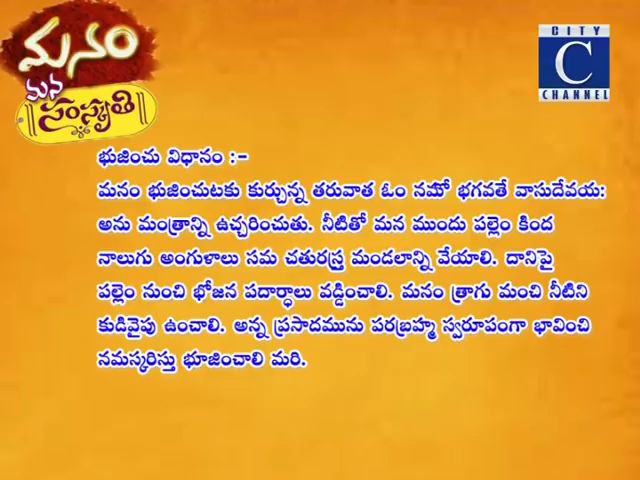 మనం
మన
సంస్కృతి
CITY
C
CHANNEL
భుజించు విధానం :-
మనం భుజించుటకు కుర్చున్న తరువాత ఓం నమో భగవతే వాసుదేవయ:
అను మంత్రాన్ని ఉచ్చరించుతు. నీటితో మన ముందు పల్లెం కింద
నాలుగు అంగుళాలు సమ చతురస్త్ర మండలాన్ని వేయాలి. దానిపై
పల్లెం నుంచి భోజన పదార్ధాలు వడ్డించాలి. మనం త్రాగు మంచి నీటిని
కుడివైపు ఉంచాలి. అన్న ప్రసాదమును పరబ్రహ్మ స్వరూపంగా భావించి
నమస్కరిస్తు భూజించాలి మరి.